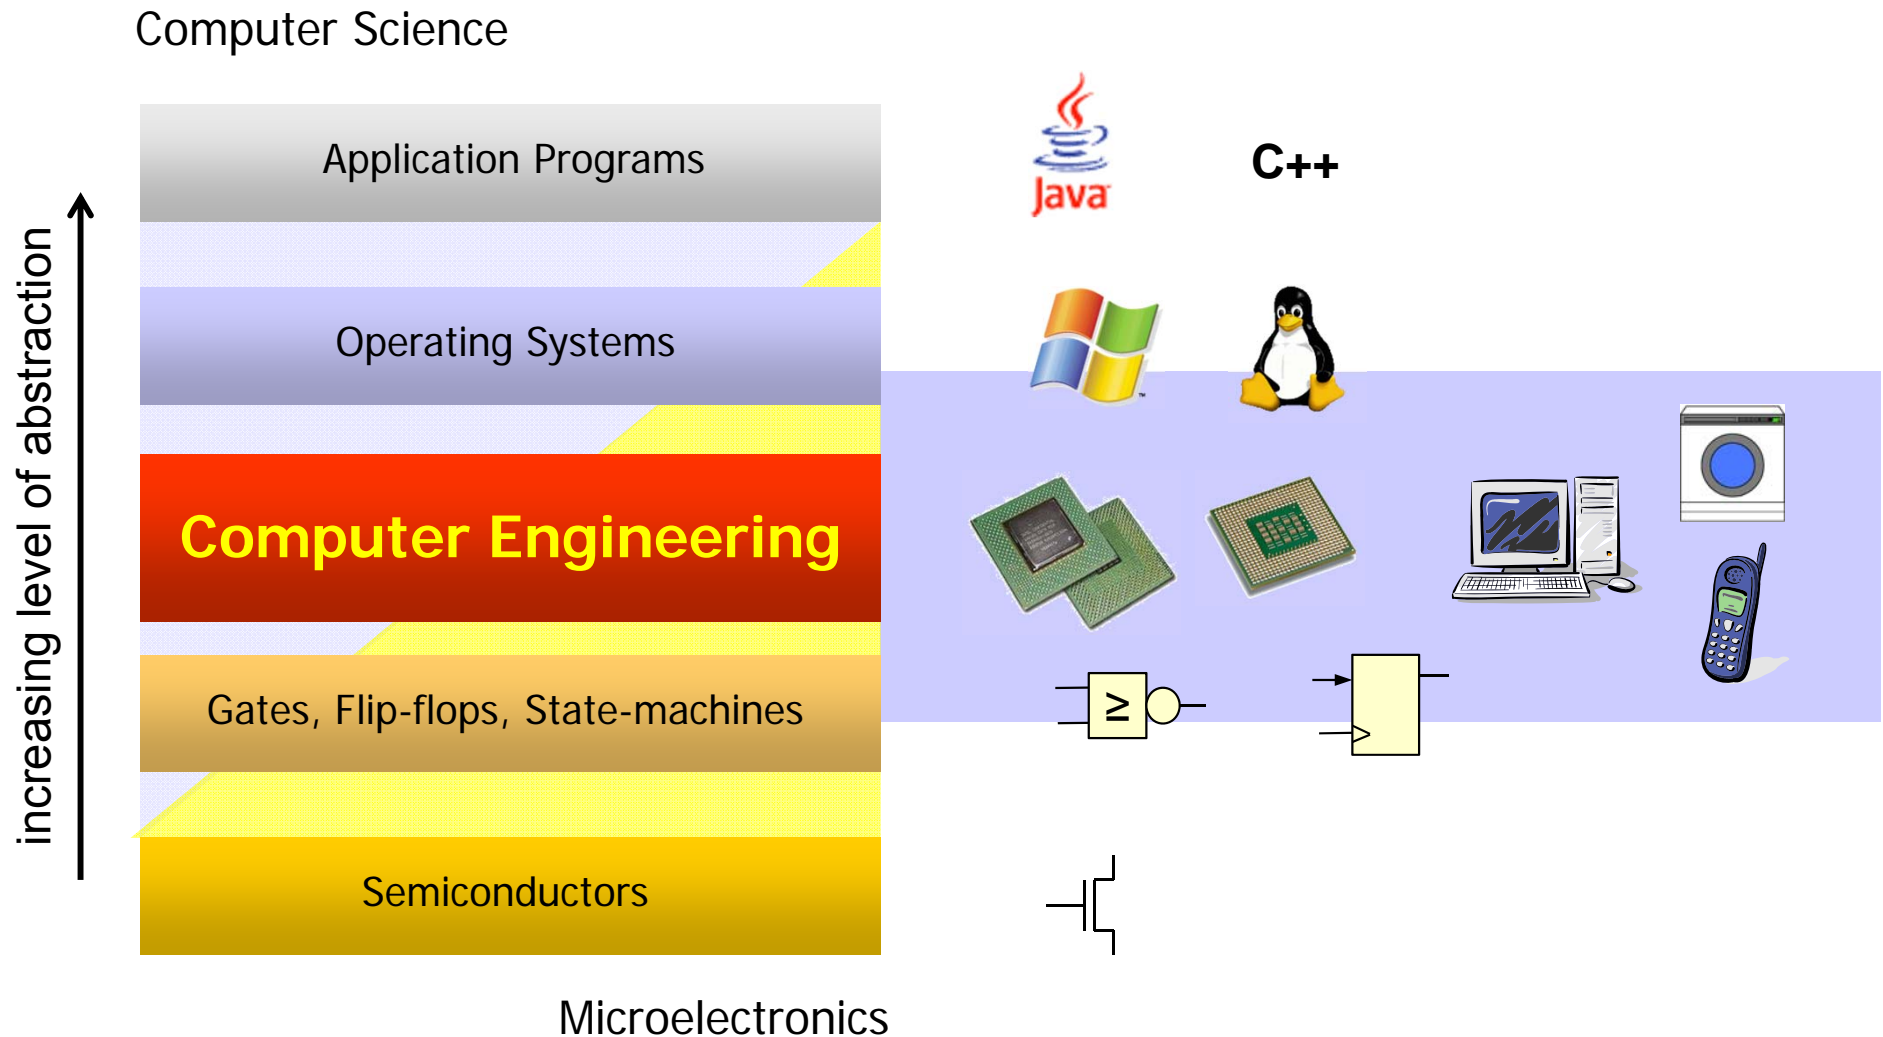 Computer Science
Application Programs
Java
C++
increasing level of abstraction
Operating Systems
TM
Computer Engineering
Gates, Flip-flops, State-machines
≥
Semiconductors
Microelectronics